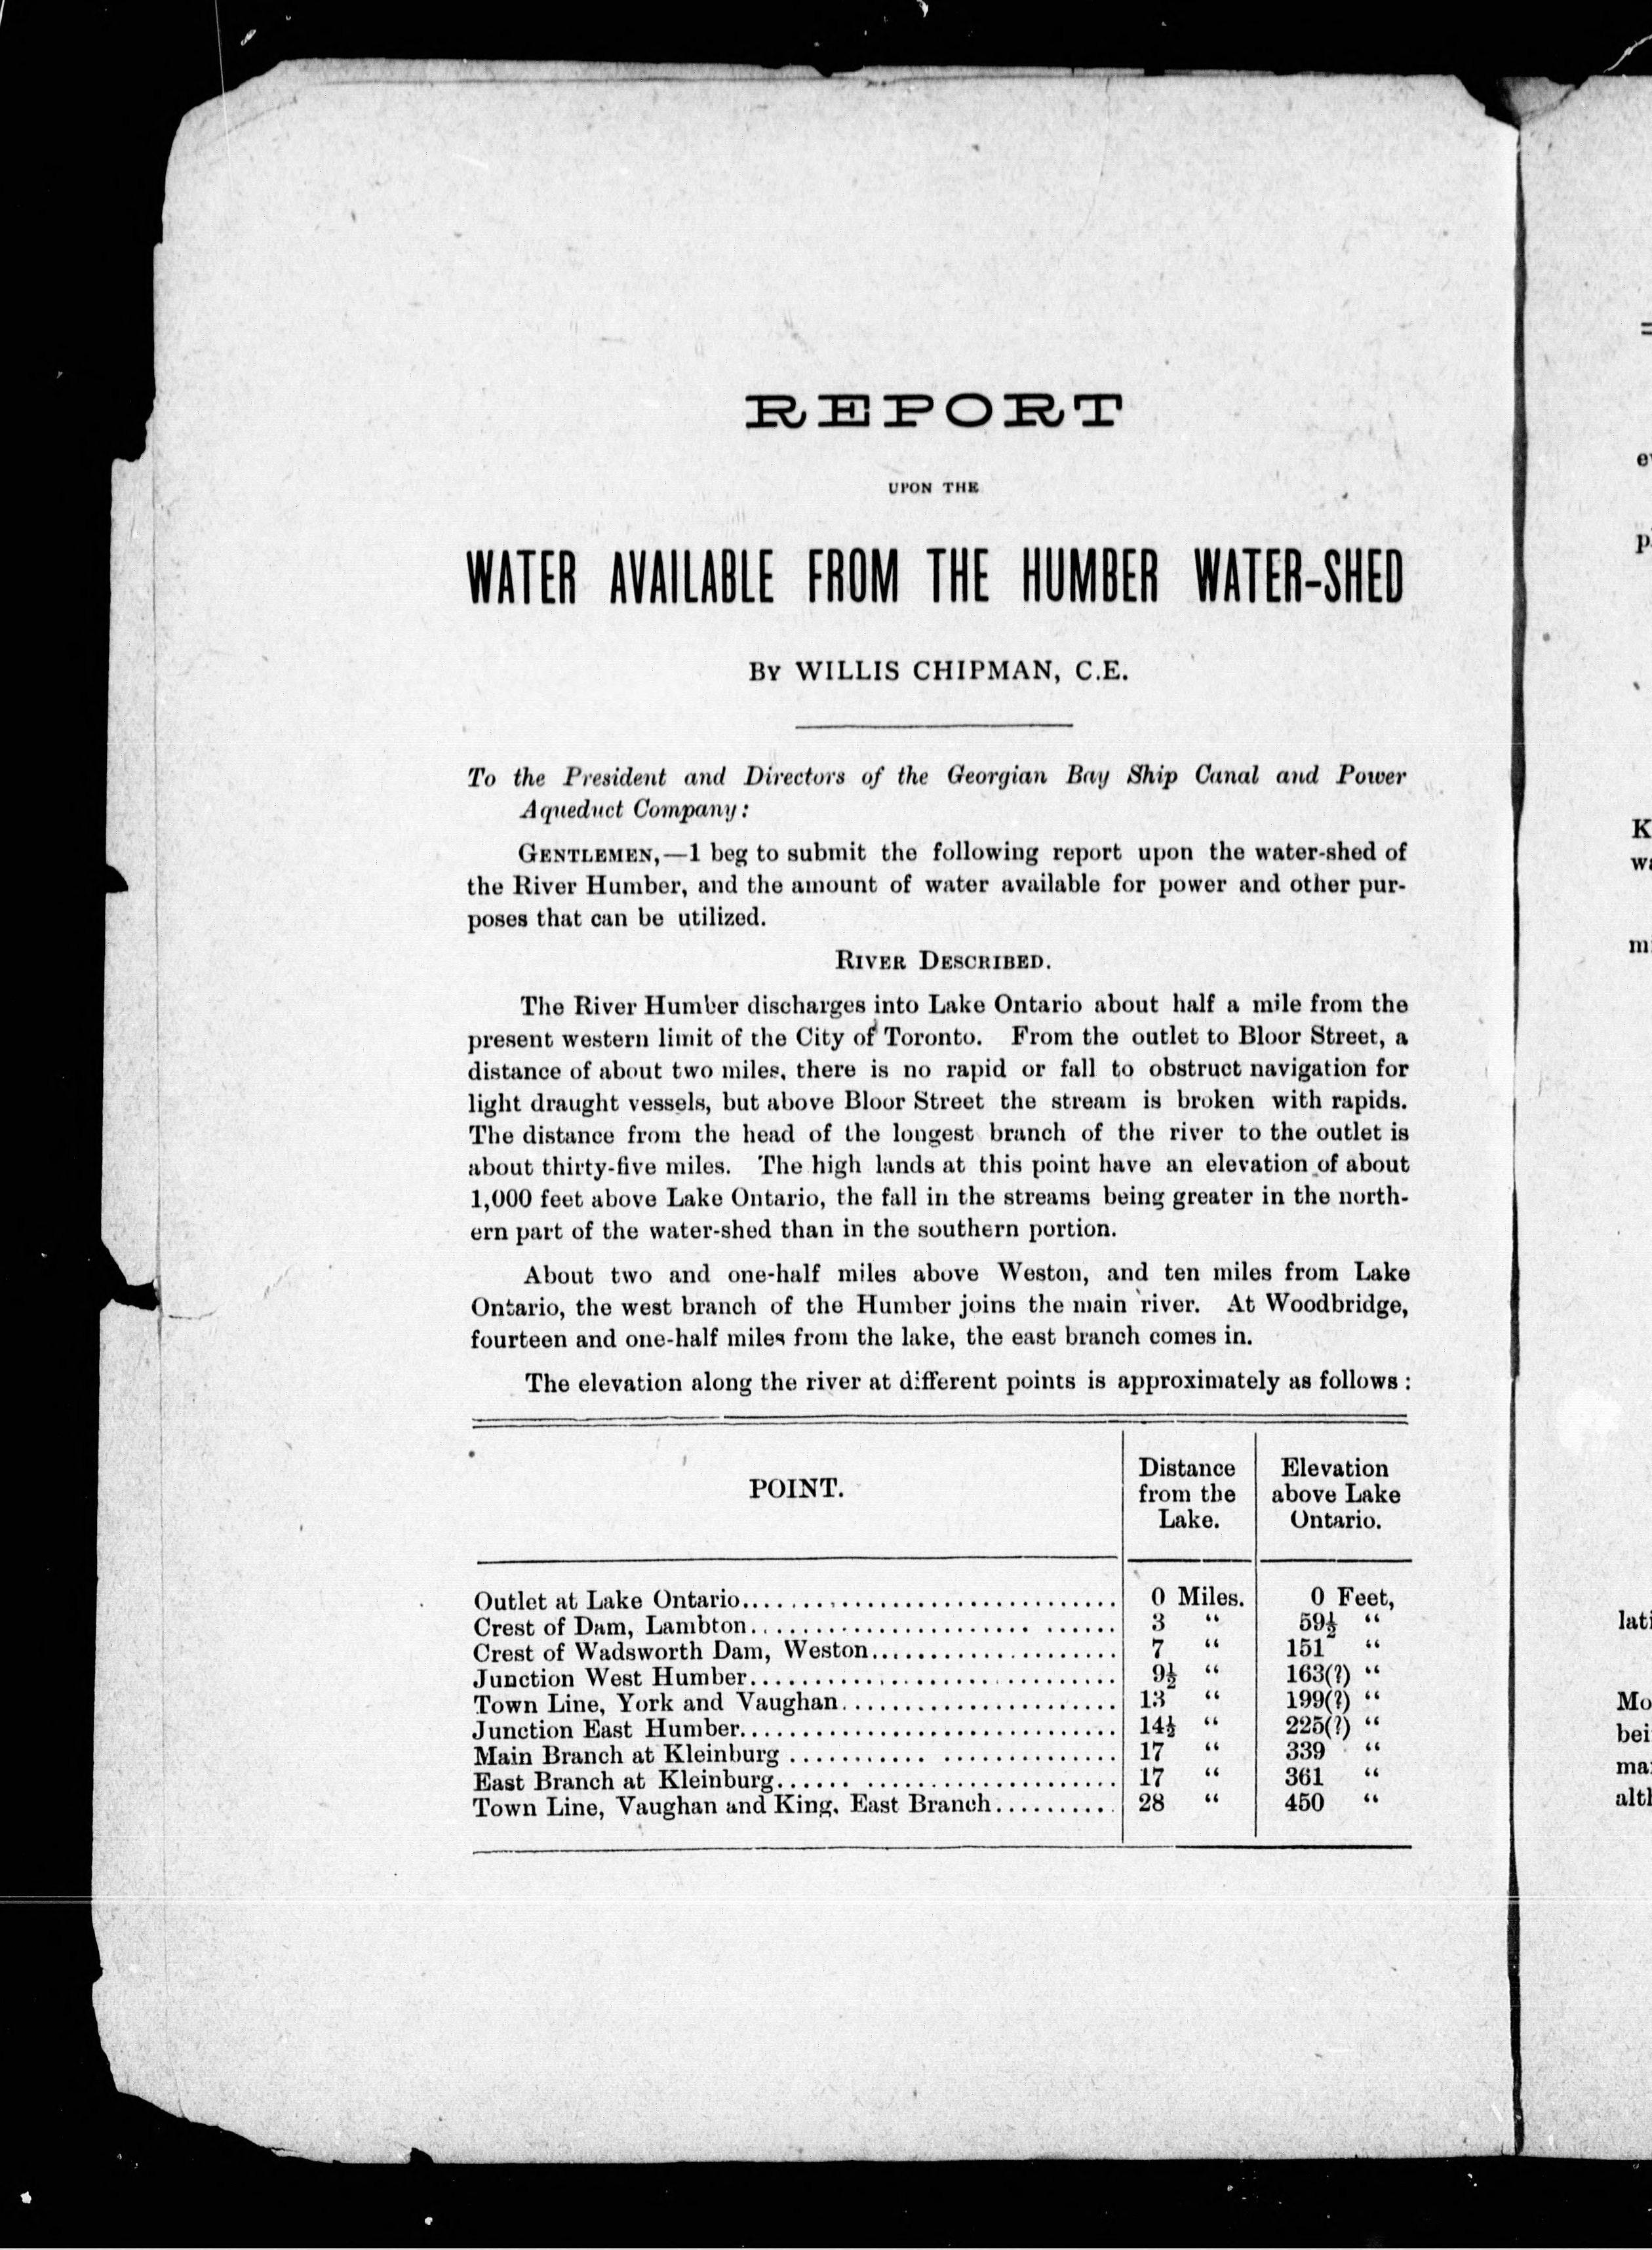 REPORT
UPON THE
WATER AVAILABLE FROM THE HUMBER WATER-SHED
BY WILLIS CHIPMAN, C.E.
To the President and Directors of the Georgian Bay Ship Canal and Power
Aqueduct Company:
GENTLEMEN,—I beg to submit the following report upon the water-shed of
the River Humber, and the amount of water available for power and other pur-
poses that can be utilized.
RIVER DESCRIBED.
The River Humber discharges into Lake Ontario about half a mile from the
present western limit of the City of Toronto. From the outlet to Bloor Street, a
distance of about two miles, there is no rapid or fall to obstruct navigation for
light draught vessels, but above Bloor Street the stream is broken with rapids.
The distance from the head of the longest branch of the river to the outlet is
about thirty-five miles. The high lands at this point have an elevation of about
1,000 feet above Lake Ontario, the fall in the streams being greater in the north-
ern part of the water-shed than in the southern portion.
About two and one-half miles above Weston, and ten miles from Lake
Ontario, the west branch of the Humber joins the main river. At Woodbridge,
fourteen and one-half miles from the lake, the east branch comes in.
The elevation along the river at different points is approximately as follows:
POINT.
Distance
from the
Lake.
Elevation
above Lake
Ontario.
Outlet at Lake Ontario........ 0 Miles. 0 Feet,
Crest of Dam, Lambton........ 3 “ 59½ “
Crest of Wadsworth Dam, Weston........ 7 “ 151 “
Junction West Humber........ 9½ “ 163(?) “
Town Line, York and Vaughan........ 13 “ 199(?) “
Junction East Humber........ 14½ “ 225(?) “
Main Branch at Kleinburg........ 17 “ 339 “
East Branch at Kleinburg........ 17 “ 361 “
Town Line, Vaughan and King. East Branch........ 28 “ 450 “